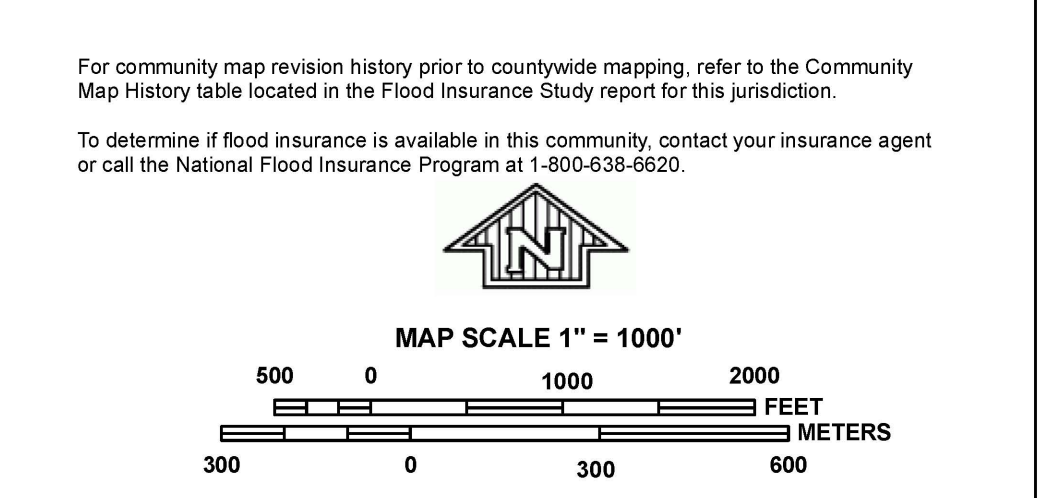 For community map revision history prior to countywide mapping, refer to the Community
Map History table located in the Flood Insurance Study report for this jurisdiction.
To determine if flood insurance is available in this community, contact your insurance agent
or call the National Flood Insurance Program at 1-800-638-6620.
N
MAP SCALE 1" = 1000'
500 0 1000 2000
FEET
METERS
300 0 300 600